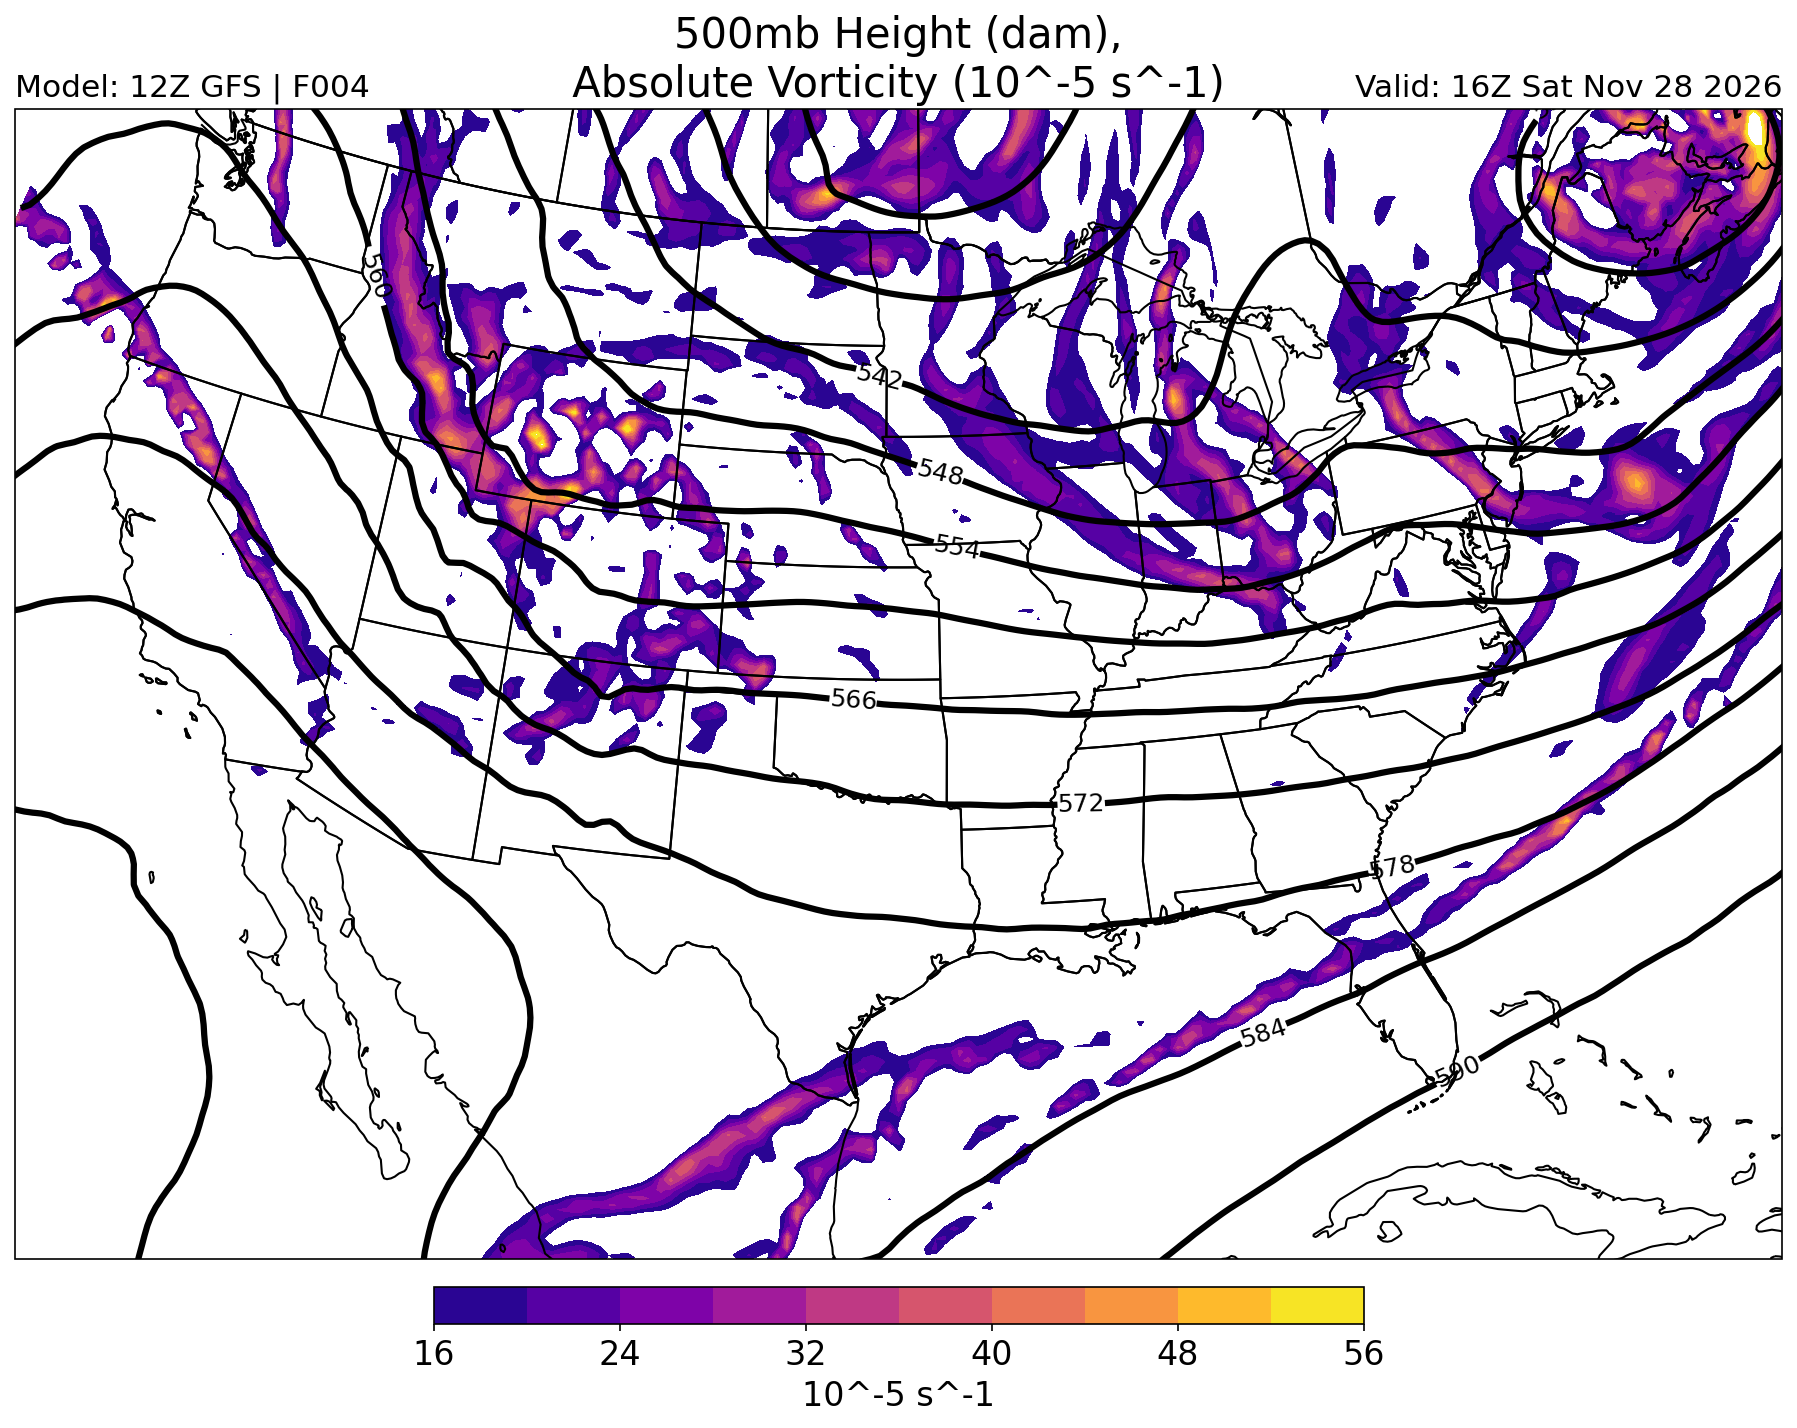 500mb Height (dam),
Model: 12Z GFS | F004
Absolute Vorticity (10^-5 s^-1)
Valid: 16Z Sat Nov 28 2026
560
542
548
554
566
572
578
584
590
16 24 32 40 48 56
10^-5 s^-1